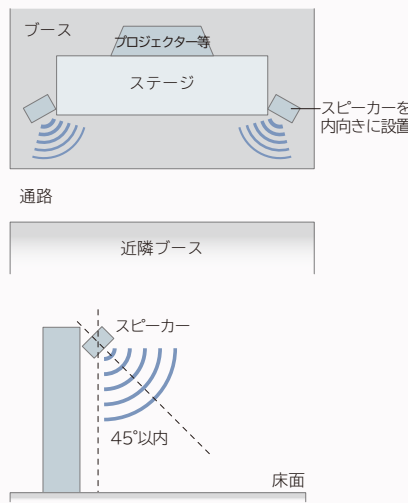 ブース
プロジェクター等
ステージ
スピーカーを
内向きに設置
通路
近隣ブース
スピーカー
45°以内
床面